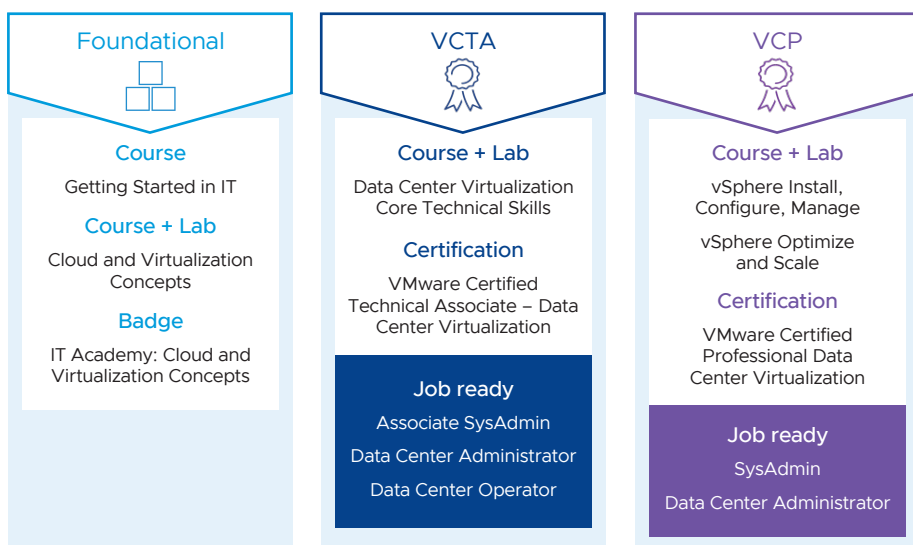 Foundational
Course
Getting Started in IT
Course + Lab
Cloud and Virtualization
Concepts
Badge
IT Academy: Cloud and
Virtualization Concepts
VCTA
Course + Lab
Data Center Virtualization
Core Technical Skills
Certification
VMware Certified
Technical Associate – Data
Center Virtualization
Job ready
Associate SysAdmin
Data Center Administrator
Data Center Operator
VCP
Course + Lab
vSphere Install,
Configure, Manage
vSphere Optimize
and Scale
Certification
VMware Certified
Professional Data
Center Virtualization
Job ready
SysAdmin
Data Center Administrator